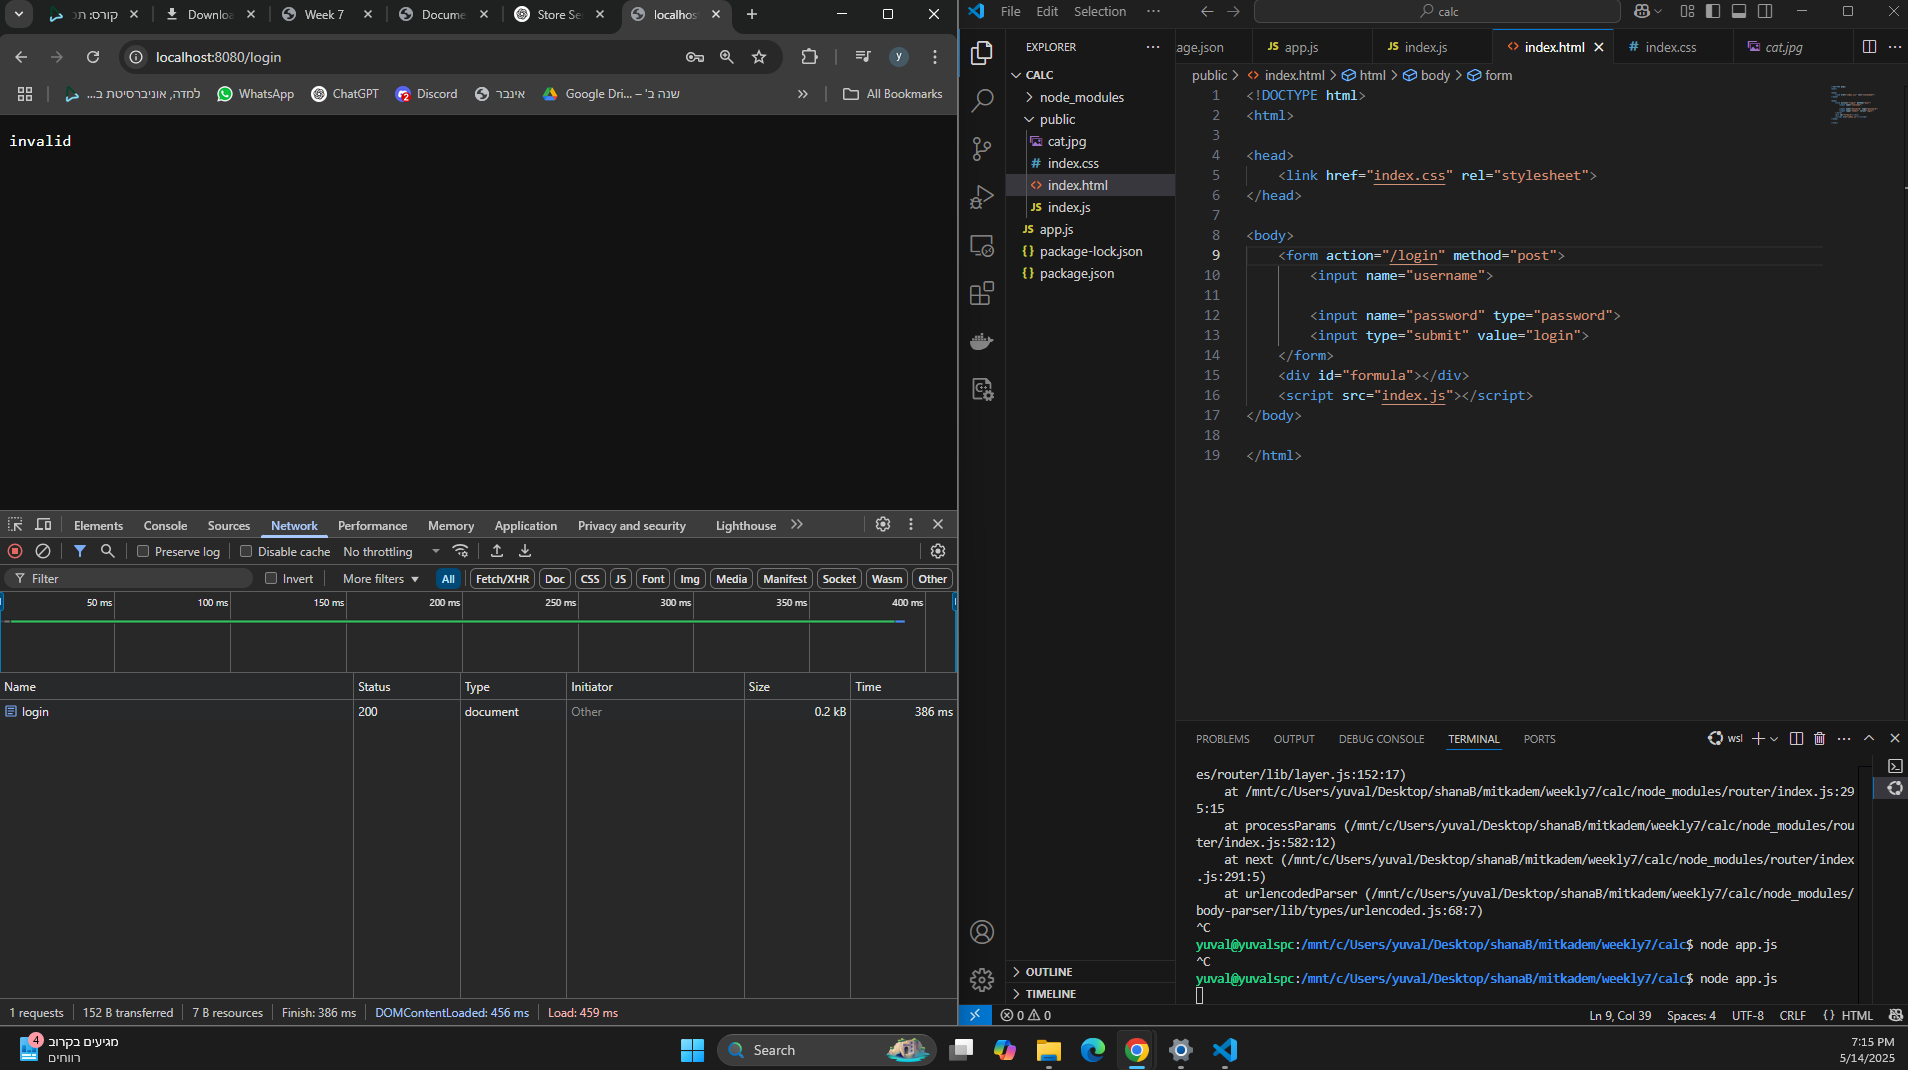 קורס: תכ
Downloa
Week 7
Docume
Store Se
localhos
localhost:8080/login
למדה, אוניברסיטת ב...
WhatsApp
ChatGPT
Discord
אינבר
Google Dri... – שנה ב'
All Bookmarks
invalid
Elements Console Sources Network Performance Memory Application Privacy and security Lighthouse
Preserve log Disable cache No throttling
Filter Invert More filters All Fetch/XHR Doc CSS JS Font Img Media Manifest Socket Wasm Other
50 ms 100 ms 150 ms 200 ms 250 ms 300 ms 350 ms 400 ms
Name Status Type Initiator Size Time
login 200 document Other 0.2 kB 386 ms
1 requests 152 B transferred 7 B resources Finish: 386 ms DOMContentLoaded: 456 ms Load: 459 ms
File Edit Selection ... calc
EXPLORER ...
CALC
node_modules
public
cat.jpg
# index.css
<> index.html
JS index.js
JS app.js
{} package-lock.json
{} package.json
OUTLINE
TIMELINE
age.json JS app.js JS index.js <> index.html # index.css cat.jpg ...
public > <> index.html > html > body > form
1 <!DOCTYPE html>
2 <html>
3
4 <head>
5 <link href="index.css" rel="stylesheet">
6 </head>
7
8 <body>
9 <form action="/login" method="post">
10 <input name="username">
11
12 <input name="password" type="password">
13 <input type="submit" value="login">
14 </form>
15 <div id="formula"></div>
16 <script src="index.js"></script>
17 </body>
18
19 </html>
PROBLEMS OUTPUT DEBUG CONSOLE TERMINAL PORTS wsl ...
es/router/lib/layer.js:152:17)
at /mnt/c/Users/yuval/Desktop/shanaB/mitkadem/weekly7/calc/node_modules/router/index.js:29
5:15
at processParams (/mnt/c/Users/yuval/Desktop/shanaB/mitkadem/weekly7/calc/node_modules/rou
ter/index.js:582:12)
at next (/mnt/c/Users/yuval/Desktop/shanaB/mitkadem/weekly7/calc/node_modules/router/index
.js:291:5)
at urlencodedParser (/mnt/c/Users/yuval/Desktop/shanaB/mitkadem/weekly7/calc/node_modules/
body-parser/lib/types/urlencoded.js:68:7)
^C
yuval@yuvalspc:/mnt/c/Users/yuval/Desktop/shanaB/mitkadem/weekly7/calc$ node app.js
^C
yuval@yuvalspc:/mnt/c/Users/yuval/Desktop/shanaB/mitkadem/weekly7/calc$ node app.js
0 0 Ln 9, Col 39 Spaces: 4 UTF-8 CRLF {} HTML
4
מגיעים בקרוב
רווחים
Search
7:15 PM
5/14/2025